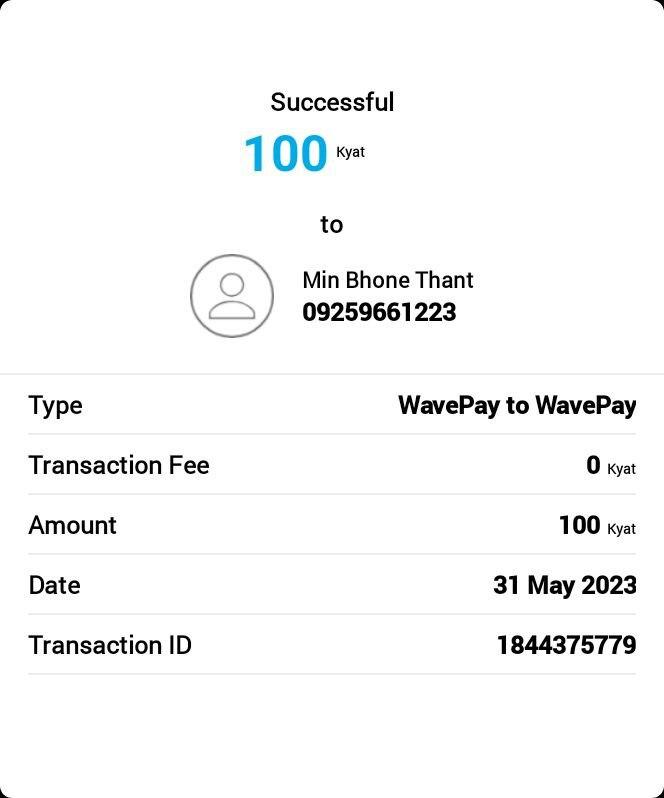 Successful
100 Kyat
to
Min Bhone Thant
09259661223
Type WavePay to WavePay
Transaction Fee 0 Kyat
Amount 100 Kyat
Date 31 May 2023
Transaction ID 1844375779